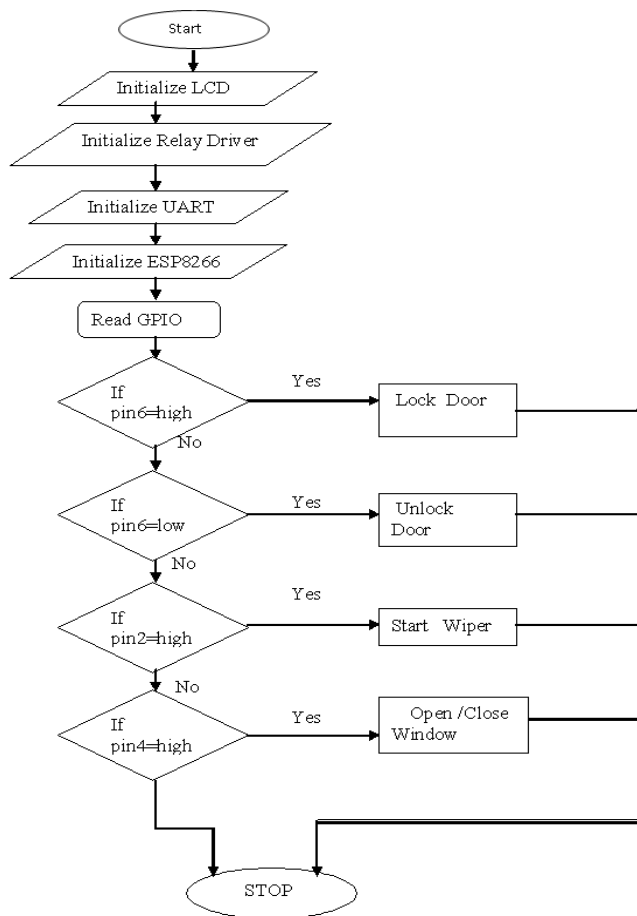 Start
Initialize LCD
Initialize Relay Driver
Initialize UART
Initialize ESP8266
Read GPIO
If
pin6=high
Yes
Lock Door
No
If
pin6=low
Yes
Unlock
Door
No
If
pin2=high
Yes
Start Wiper
No
If
pin4=high
Yes
Open /Close
Window
STOP